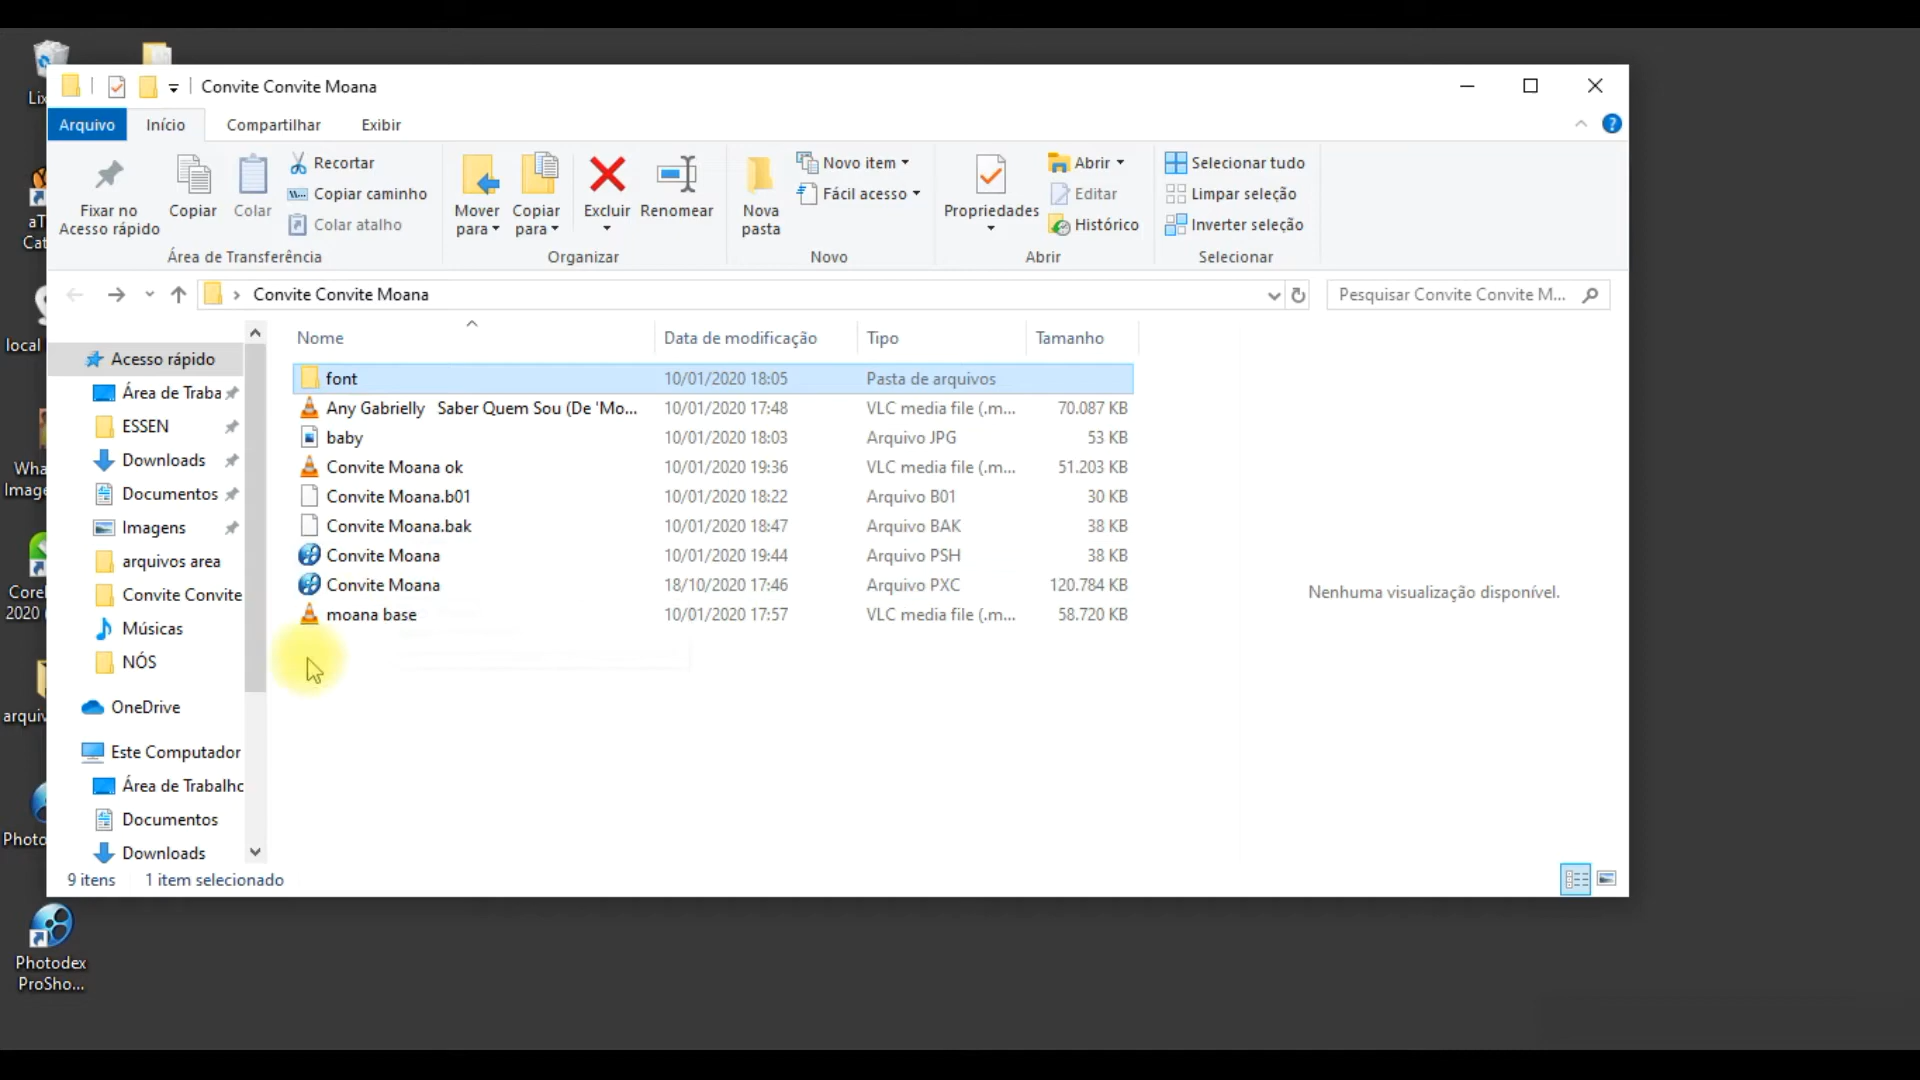 Convite Convite Moana
Arquivo Início Compartilhar Exibir
Fixar no
Acesso rápido
Copiar
Colar
Recortar
Copiar caminho
Colar atalho
Área de Transferência
Mover
para
Copiar
para
Excluir
Renomear
Organizar
Nova
pasta
Novo item
Fácil acesso
Novo
Propriedades
Abrir
Editar
Histórico
Abrir
Selecionar tudo
Limpar seleção
Inverter seleção
Selecionar
Convite Convite Moana
Pesquisar Convite Convite M...
Nome Data de modificação Tipo Tamanho
font 10/01/2020 18:05 Pasta de arquivos
Any Gabrielly Saber Quem Sou (De 'Mo... 10/01/2020 17:48 VLC media file (.m... 70.087 KB
baby 10/01/2020 18:03 Arquivo JPG 53 KB
Convite Moana ok 10/01/2020 19:36 VLC media file (.m... 51.203 KB
Convite Moana.b01 10/01/2020 18:22 Arquivo B01 30 KB
Convite Moana.bak 10/01/2020 18:47 Arquivo BAK 38 KB
Convite Moana 10/01/2020 19:44 Arquivo PSH 38 KB
Convite Moana 18/10/2020 17:46 Arquivo PXC 120.784 KB
moana base 10/01/2020 17:57 VLC media file (.m... 58.720 KB
Nenhuma visualização disponível.
Acesso rápido
Área de Traba
ESSEN
Downloads
Documentos
Imagens
arquivos area
Convite Convite
Músicas
NÓS
OneDrive
Este Computador
Área de Trabalho
Documentos
Downloads
9 itens 1 item selecionado
Lix
aT
Cat
local
Wha
Image
Corel
2020
arquiv
Photo
Photodex
ProSho...